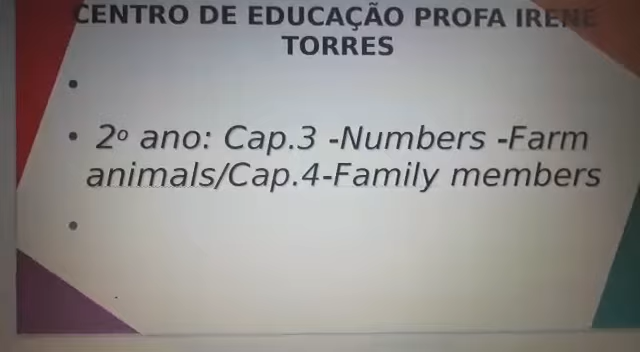 CENTRO DE EDUCAÇÃO PROFA IRENE
TORRES
• 2º ano: Cap.3 -Numbers -Farm
animals/Cap.4-Family members